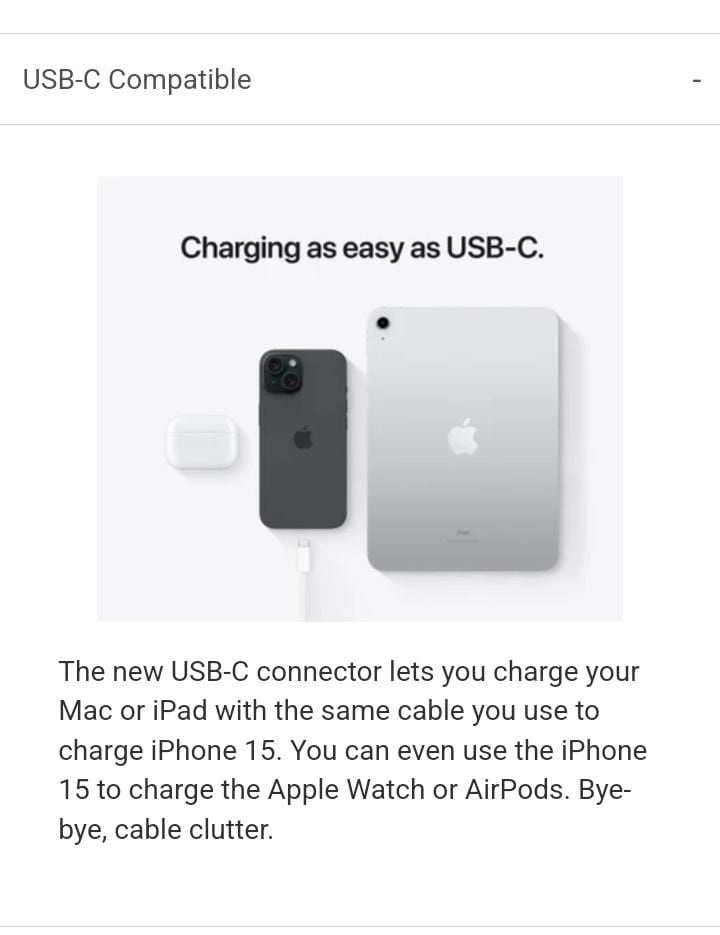 USB-C Compatible
-
Charging as easy as USB-C.
iPad
The new USB-C connector lets you charge your
Mac or iPad with the same cable you use to
charge iPhone 15. You can even use the iPhone
15 to charge the Apple Watch or AirPods. Bye-
bye, cable clutter.